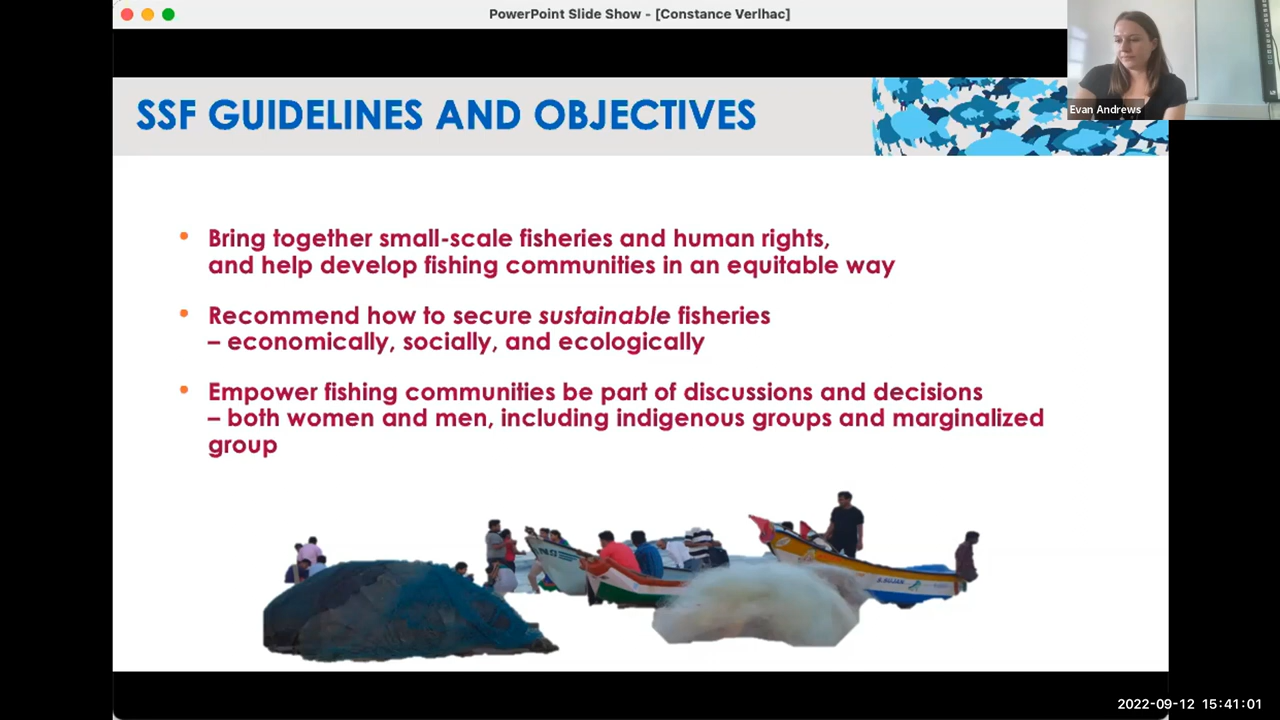 PowerPoint Slide Show - [Constance Verlhac]
Evan Andrews
SSF GUIDELINES AND OBJECTIVES
• Bring together small-scale fisheries and human rights,
and help develop fishing communities in an equitable way
• Recommend how to secure sustainable fisheries
– economically, socially, and ecologically
• Empower fishing communities be part of discussions and decisions
– both women and men, including indigenous groups and marginalized
group
2022-09-12 15:41:01